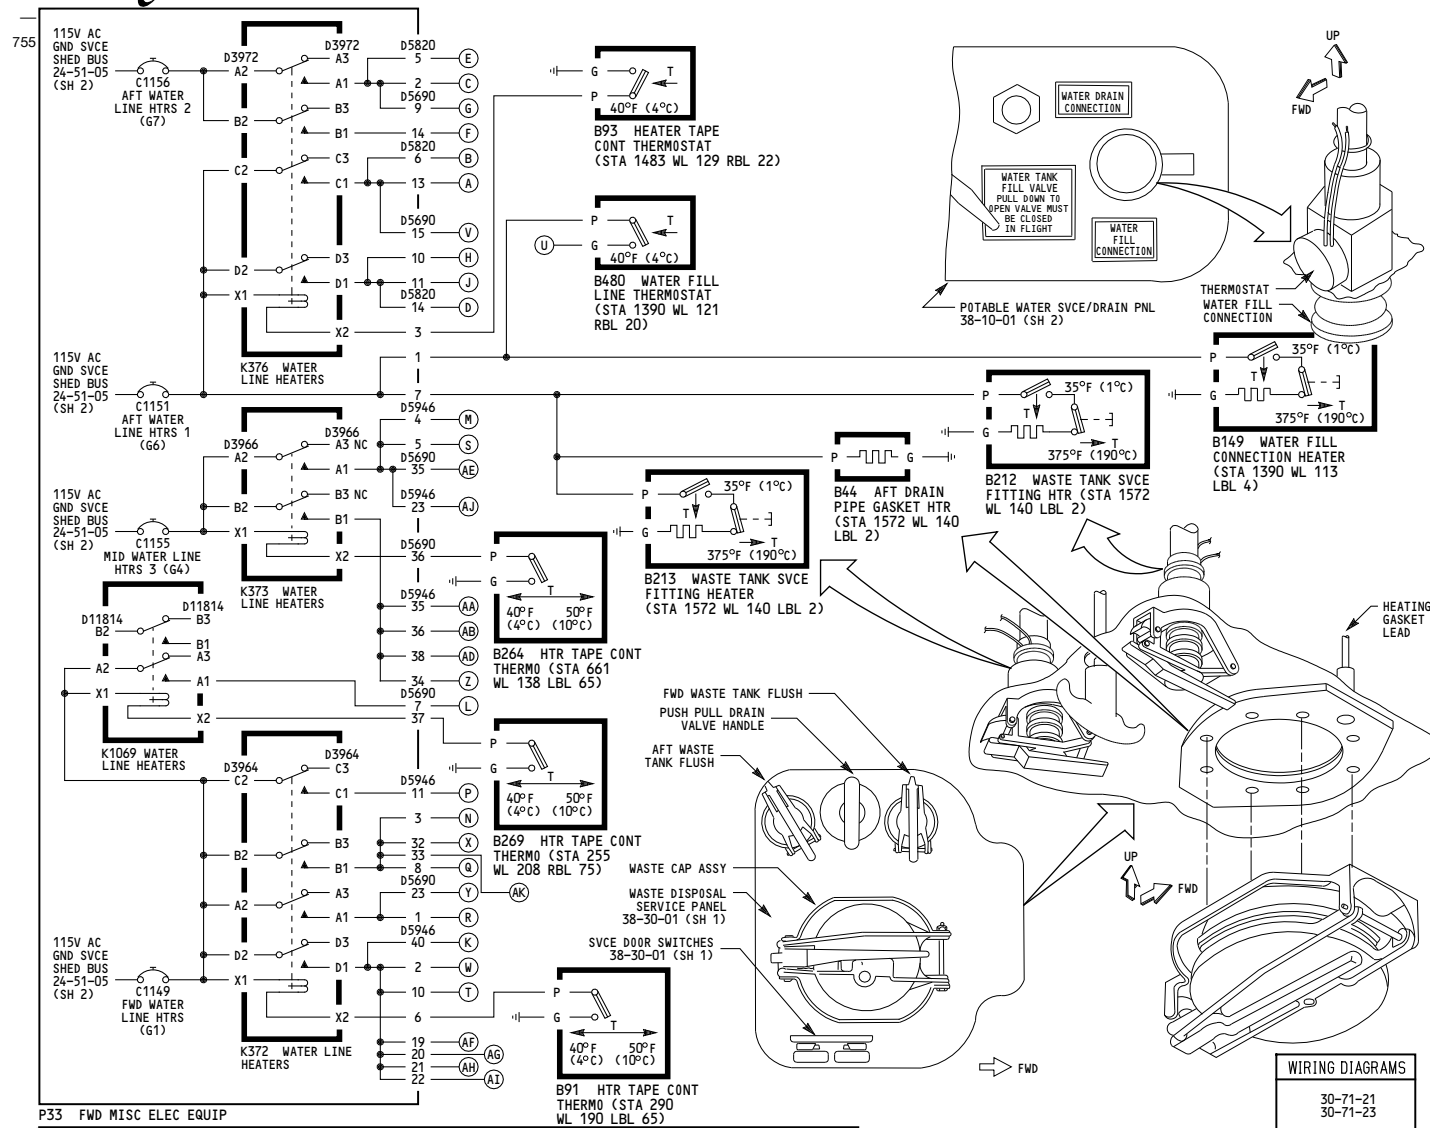 755
115V AC
GND SVCE
SHED BUS
24-51-05
(SH 2)
C1156
AFT WATER
LINE HTRS 2
(G7)
D3972
D3972
A2
A3
A1
B3
B2
B1
C3
C2
C1
D3
D2
D1
X1
X2
K376 WATER
LINE HEATERS
D5820
5 E
2 C
D5690
9 G
14 F
D5820
6 B
13 A
D5690
15 V
10 H
11 J
D5820
14 D
3
1
7
115V AC
GND SVCE
SHED BUS
24-51-05
(SH 2)
C1151
AFT WATER
LINE HTRS 1
(G6)
D3966
D3966
A2
A3 NC
A1
B3 NC
B2
B1
X1
X2
K373 WATER
LINE HEATERS
D5946
4 M
5 S
D5690
35 AE
D5946
23 AJ
D5690
36
D5946
35 AA
36 AB
38 AD
34 Z
D5690
7 L
37
115V AC
GND SVCE
SHED BUS
24-51-05
(SH 2)
C1155
MID WATER LINE
HTRS 3 (G4)
D11814
D11814
B2
B3
B1
A3
A2
A1
X1
X2
K1069 WATER
LINE HEATERS
D3964
D3964
C2
C3
C1
B3
B2
B1
A3
A2
A1
D3
D2
D1
X1
X2
K372 WATER LINE
HEATERS
D5946
11 P
3 N
32 X
33
8 Q
AK
D5690
23 Y
1 R
D5946
40 K
2 W
10 T
6
19 AF
20 AG
21 AH
22 AI
115V AC
GND SVCE
SHED BUS
24-51-05
(SH 2)
C1149
FWD WATER
LINE HTRS
(G1)
P33 FWD MISC ELEC EQUIP
G
P
T
40°F (4°C)
B93 HEATER TAPE
CONT THERMOSTAT
(STA 1483 WL 129 RBL 22)
P
U G
T
40°F (4°C)
B480 WATER FILL
LINE THERMOSTAT
(STA 1390 WL 121
RBL 20)
P
G
T
40°F 50°F
(4°C) (10°C)
B264 HTR TAPE CONT
THERMO (STA 661
WL 138 LBL 65)
P
G
T
40°F 50°F
(4°C) (10°C)
B269 HTR TAPE CONT
THERMO (STA 255
WL 208 RBL 75)
P
G
T
40°F 50°F
(4°C) (10°C)
B91 HTR TAPE CONT
THERMO (STA 290
WL 190 LBL 65)
P
G
35°F (1°C)
T
T
375°F (190°C)
B213 WASTE TANK SVCE
FITTING HEATER
(STA 1572 WL 140 LBL 2)
P G
B44 AFT DRAIN
PIPE GASKET HTR
(STA 1572 WL 140
LBL 2)
P
G
35°F (1°C)
T
T
375°F (190°C)
B212 WASTE TANK SVCE
FITTING HTR (STA 1572
WL 140 LBL 2)
P
G
35°F (1°C)
T
T
375°F (190°C)
B149 WATER FILL
CONNECTION HEATER
(STA 1390 WL 113
LBL 4)
WATER DRAIN
CONNECTION
WATER TANK
FILL VALVE
PULL DOWN TO
OPEN VALVE MUST
BE CLOSED
IN FLIGHT
WATER
FILL
CONNECTION
POTABLE WATER SVCE/DRAIN PNL
38-10-01 (SH 2)
UP
FWD
THERMOSTAT
WATER FILL
CONNECTION
HEATING
GASKET
LEAD
FWD WASTE TANK FLUSH
PUSH PULL DRAIN
VALVE HANDLE
AFT WASTE
TANK FLUSH
WASTE CAP ASSY
WASTE DISPOSAL
SERVICE PANEL
38-30-01 (SH 1)
SVCE DOOR SWITCHES
38-30-01 (SH 1)
FWD
UP
FWD
WIRING DIAGRAMS
30-71-21
30-71-23